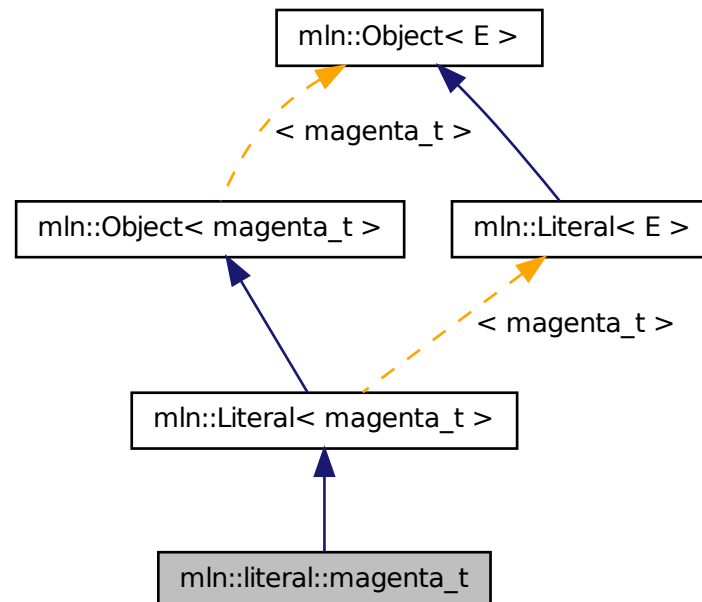 mln::Object< E >
< magenta_t >
mln::Object< magenta_t >
mln::Literal< E >
< magenta_t >
mln::Literal< magenta_t >
mln::literal::magenta_t